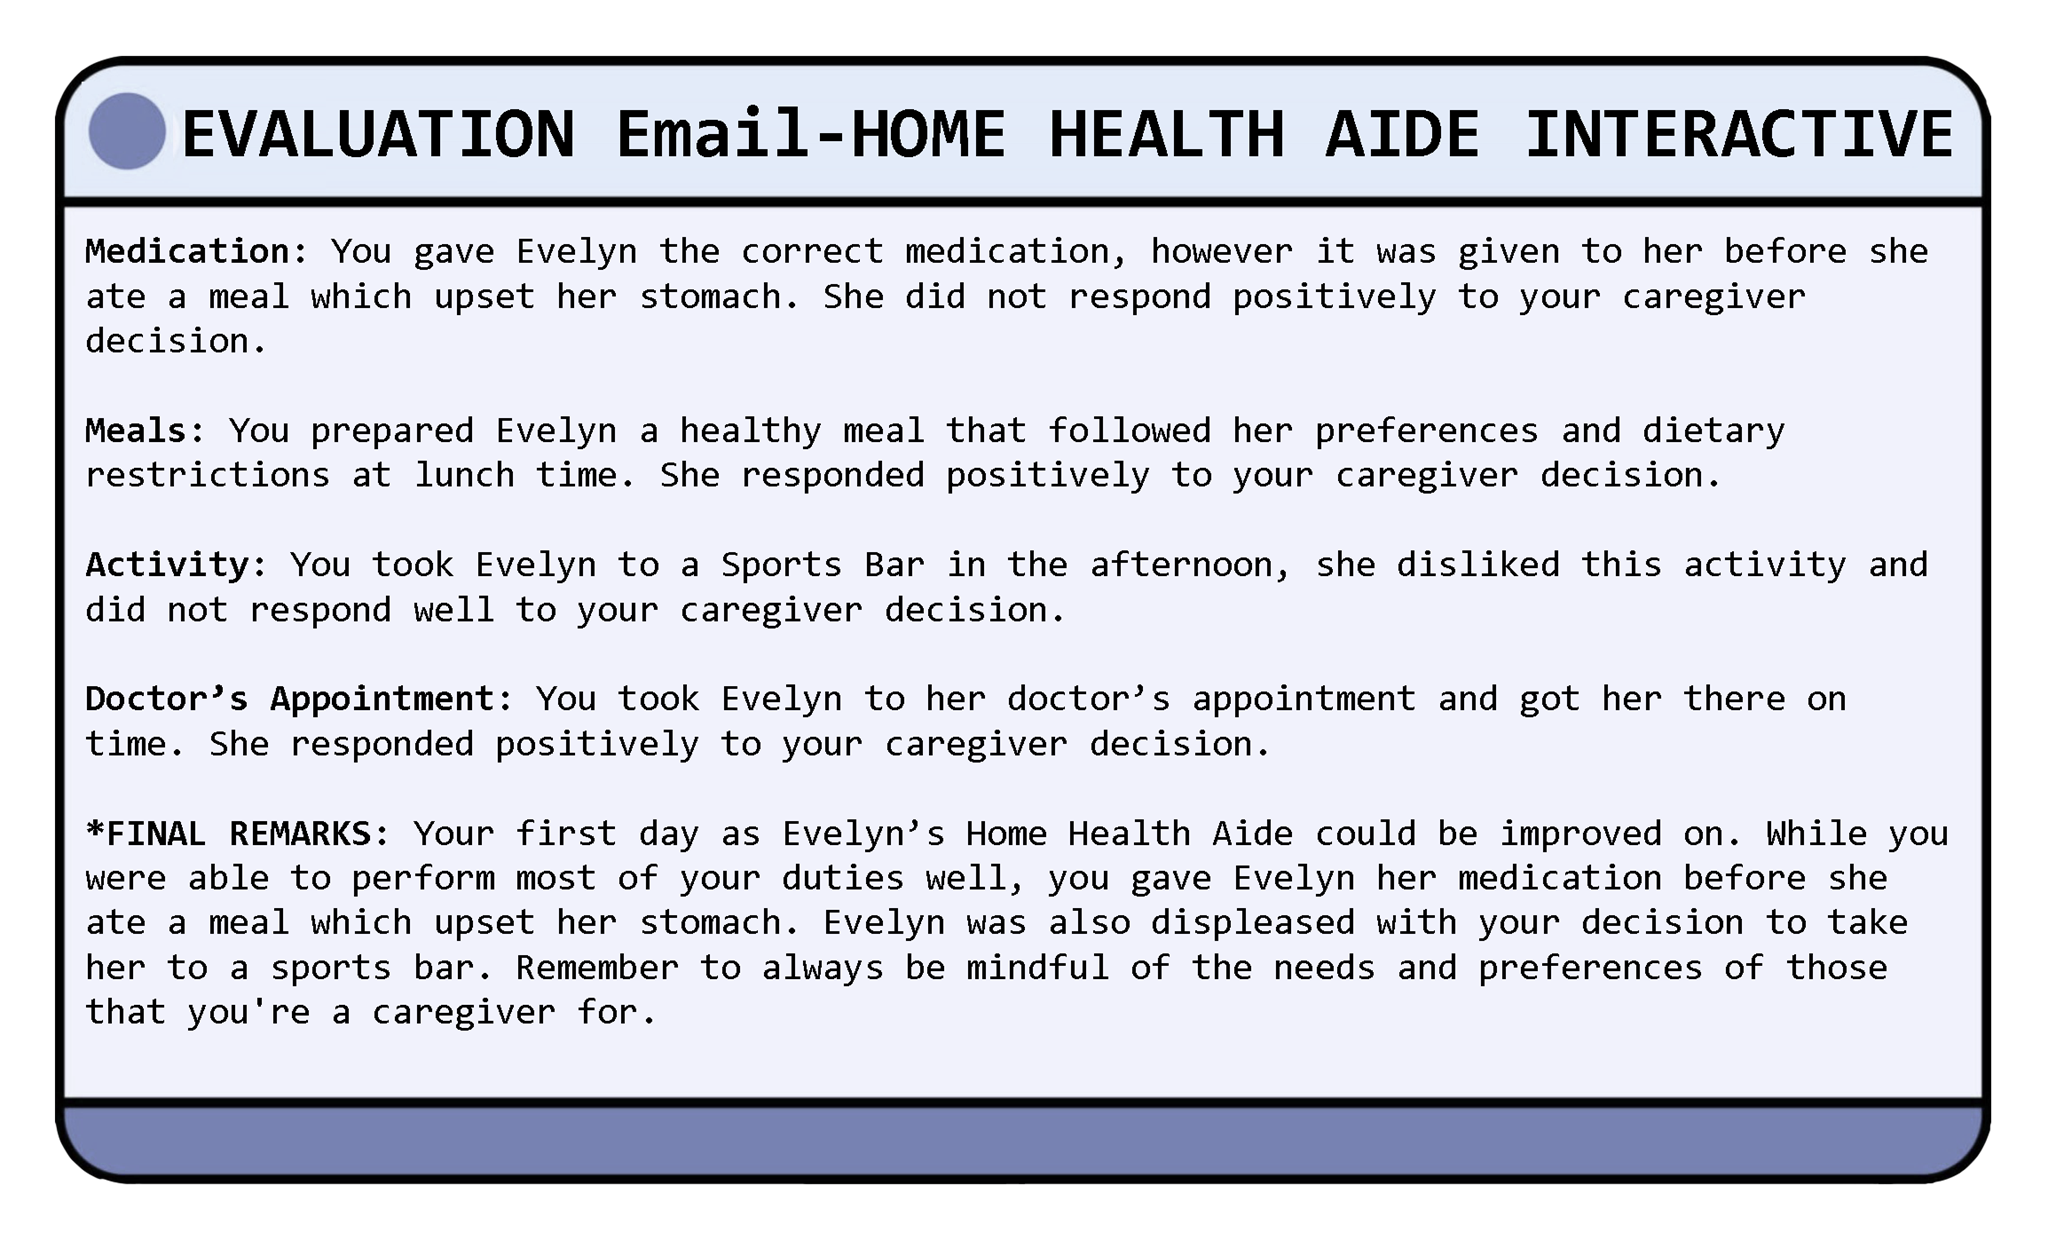 EVALUATION Email-HOME HEALTH AIDE INTERACTIVE
Medication: You gave Evelyn the correct medication, however it was given to her before she
ate a meal which upset her stomach. She did not respond positively to your caregiver
decision.
Meals: You prepared Evelyn a healthy meal that followed her preferences and dietary
restrictions at lunch time. She responded positively to your caregiver decision.
Activity: You took Evelyn to a Sports Bar in the afternoon, she disliked this activity and
did not respond well to your caregiver decision.
Doctor’s Appointment: You took Evelyn to her doctor’s appointment and got her there on
time. She responded positively to your caregiver decision.
*FINAL REMARKS: Your first day as Evelyn’s Home Health Aide could be improved on. While you
were able to perform most of your duties well, you gave Evelyn her medication before she
ate a meal which upset her stomach. Evelyn was also displeased with your decision to take
her to a sports bar. Remember to always be mindful of the needs and preferences of those
that you're a caregiver for.